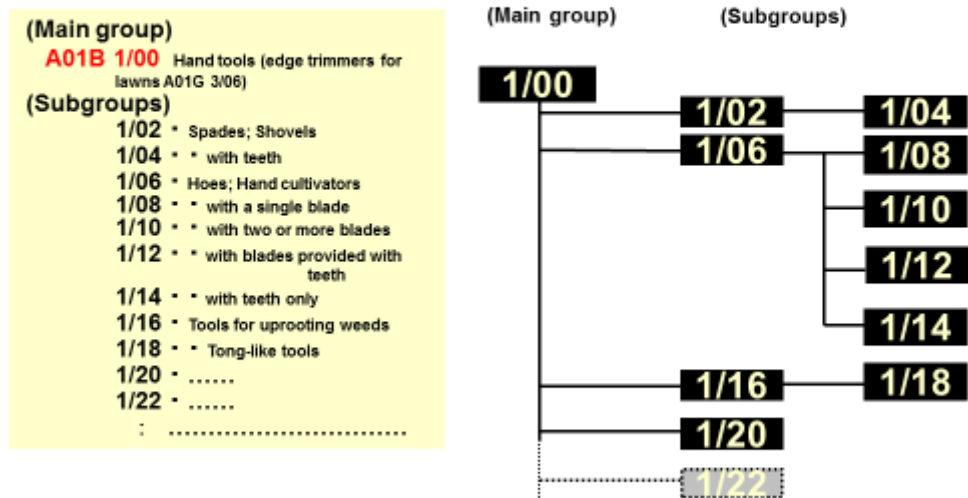 (Main group)
A01B 1/00 Hand tools (edge trimmers for
lawns A01G 3/06)
(Subgroups)
1/02 · Spades; Shovels
1/04 · · with teeth
1/06 · Hoes; Hand cultivators
1/08 · · with a single blade
1/10 · · with two or more blades
1/12 · · with blades provided with
teeth
1/14 · · with teeth only
1/16 · Tools for uprooting weeds
1/18 · · Tong-like tools
1/20 · ......
1/22 · ......
: ..............................
(Main group) (Subgroups)
1/00
1/02 1/04
1/06 1/08
1/10
1/12
1/14
1/16 1/18
1/20
1/22